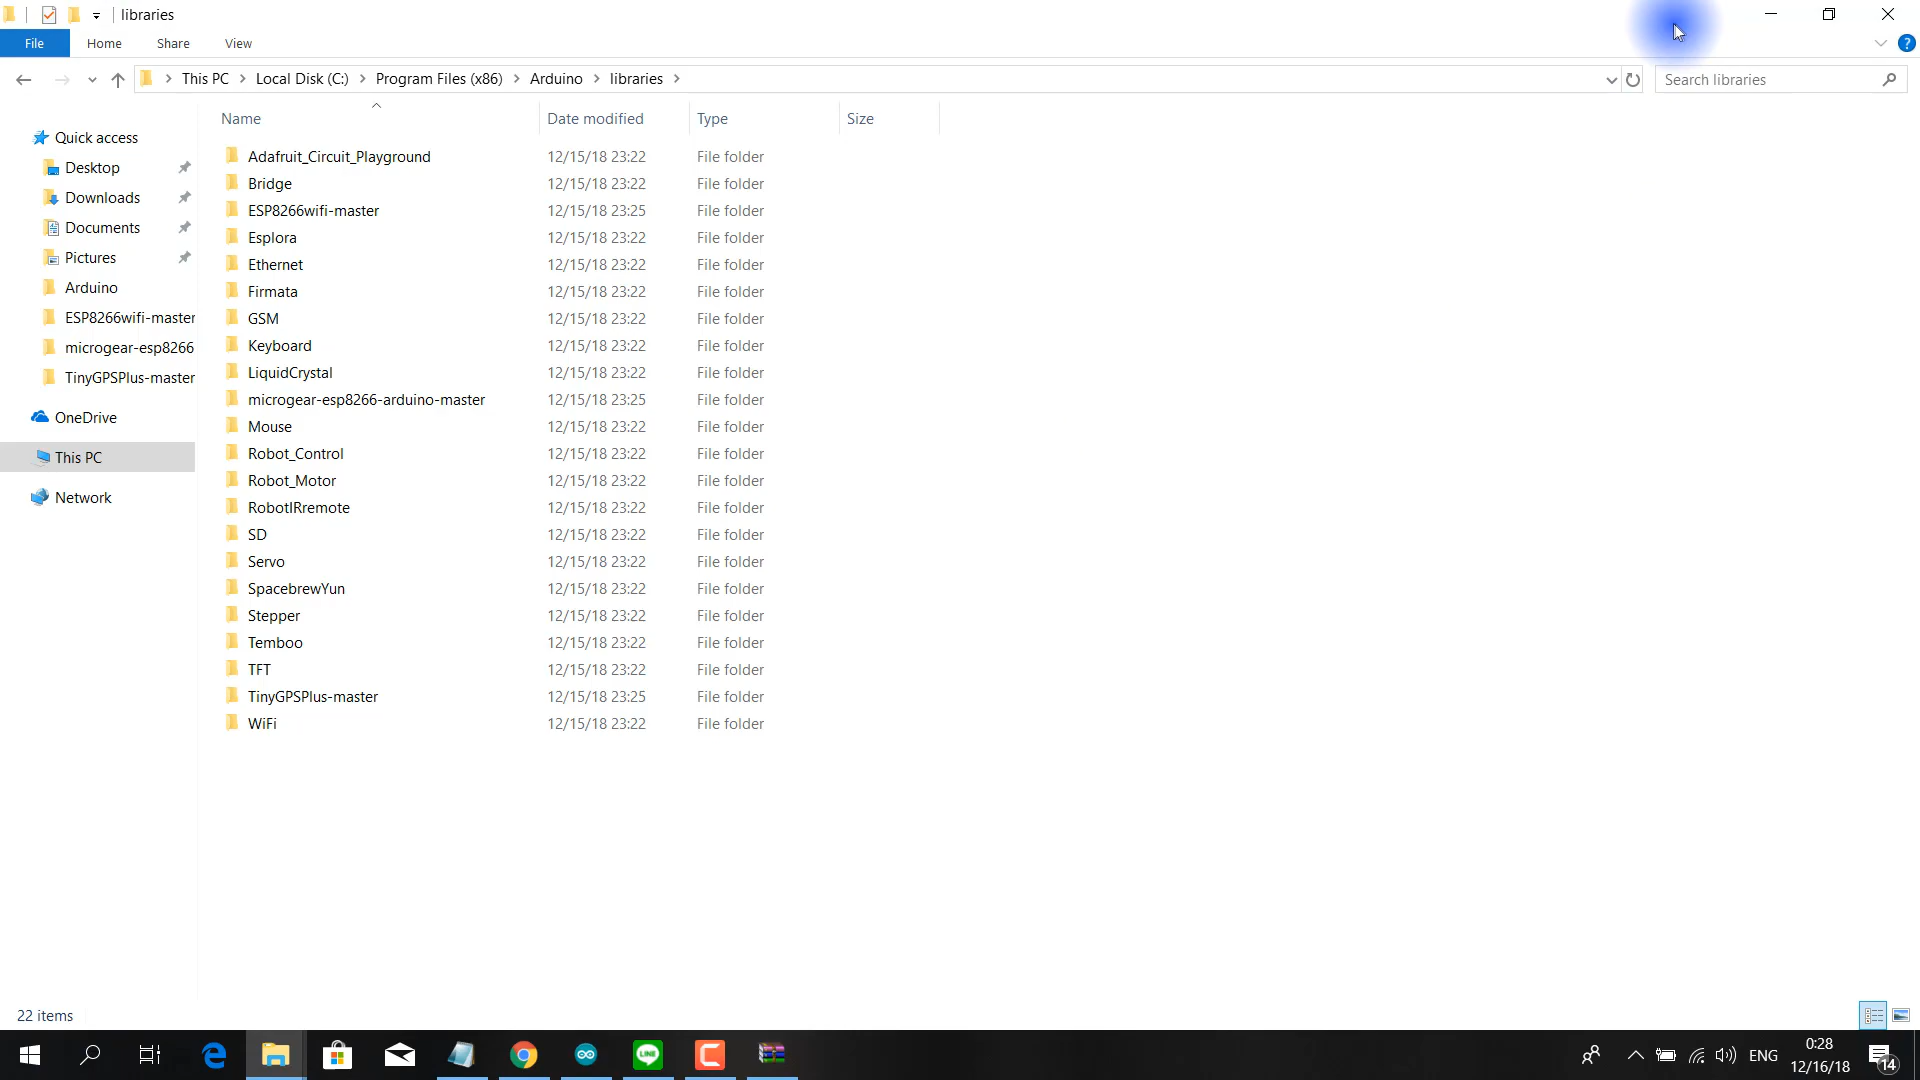 libraries
File Home Share View
This PC Local Disk (C:) Program Files (x86) Arduino libraries
Search libraries
Name Date modified Type Size
Quick access
Desktop
Downloads
Documents
Pictures
Arduino
ESP8266wifi-master
microgear-esp8266
TinyGPSPlus-master
OneDrive
This PC
Network
Adafruit_Circuit_Playground 12/15/18 23:22 File folder
Bridge 12/15/18 23:22 File folder
ESP8266wifi-master 12/15/18 23:25 File folder
Esplora 12/15/18 23:22 File folder
Ethernet 12/15/18 23:22 File folder
Firmata 12/15/18 23:22 File folder
GSM 12/15/18 23:22 File folder
Keyboard 12/15/18 23:22 File folder
LiquidCrystal 12/15/18 23:22 File folder
microgear-esp8266-arduino-master 12/15/18 23:25 File folder
Mouse 12/15/18 23:22 File folder
Robot_Control 12/15/18 23:22 File folder
Robot_Motor 12/15/18 23:22 File folder
RobotIRremote 12/15/18 23:22 File folder
SD 12/15/18 23:22 File folder
Servo 12/15/18 23:22 File folder
SpacebrewYun 12/15/18 23:22 File folder
Stepper 12/15/18 23:22 File folder
Temboo 12/15/18 23:22 File folder
TFT 12/15/18 23:22 File folder
TinyGPSPlus-master 12/15/18 23:25 File folder
WiFi 12/15/18 23:22 File folder
22 items
LINE
ENG
0:28
12/16/18
14